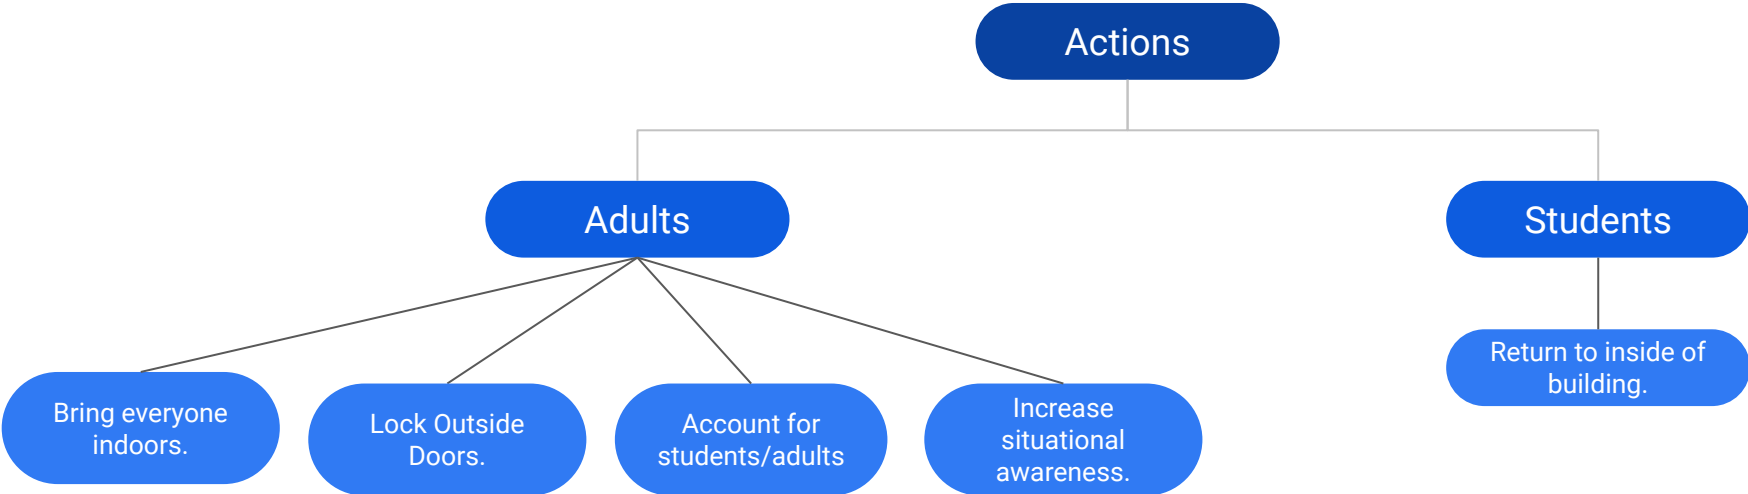 Actions
Adults
Students
Return to inside of
building.
Bring everyone
indoors.
Lock Outside
Doors.
Account for
students/adults
Increase
situational
awareness.